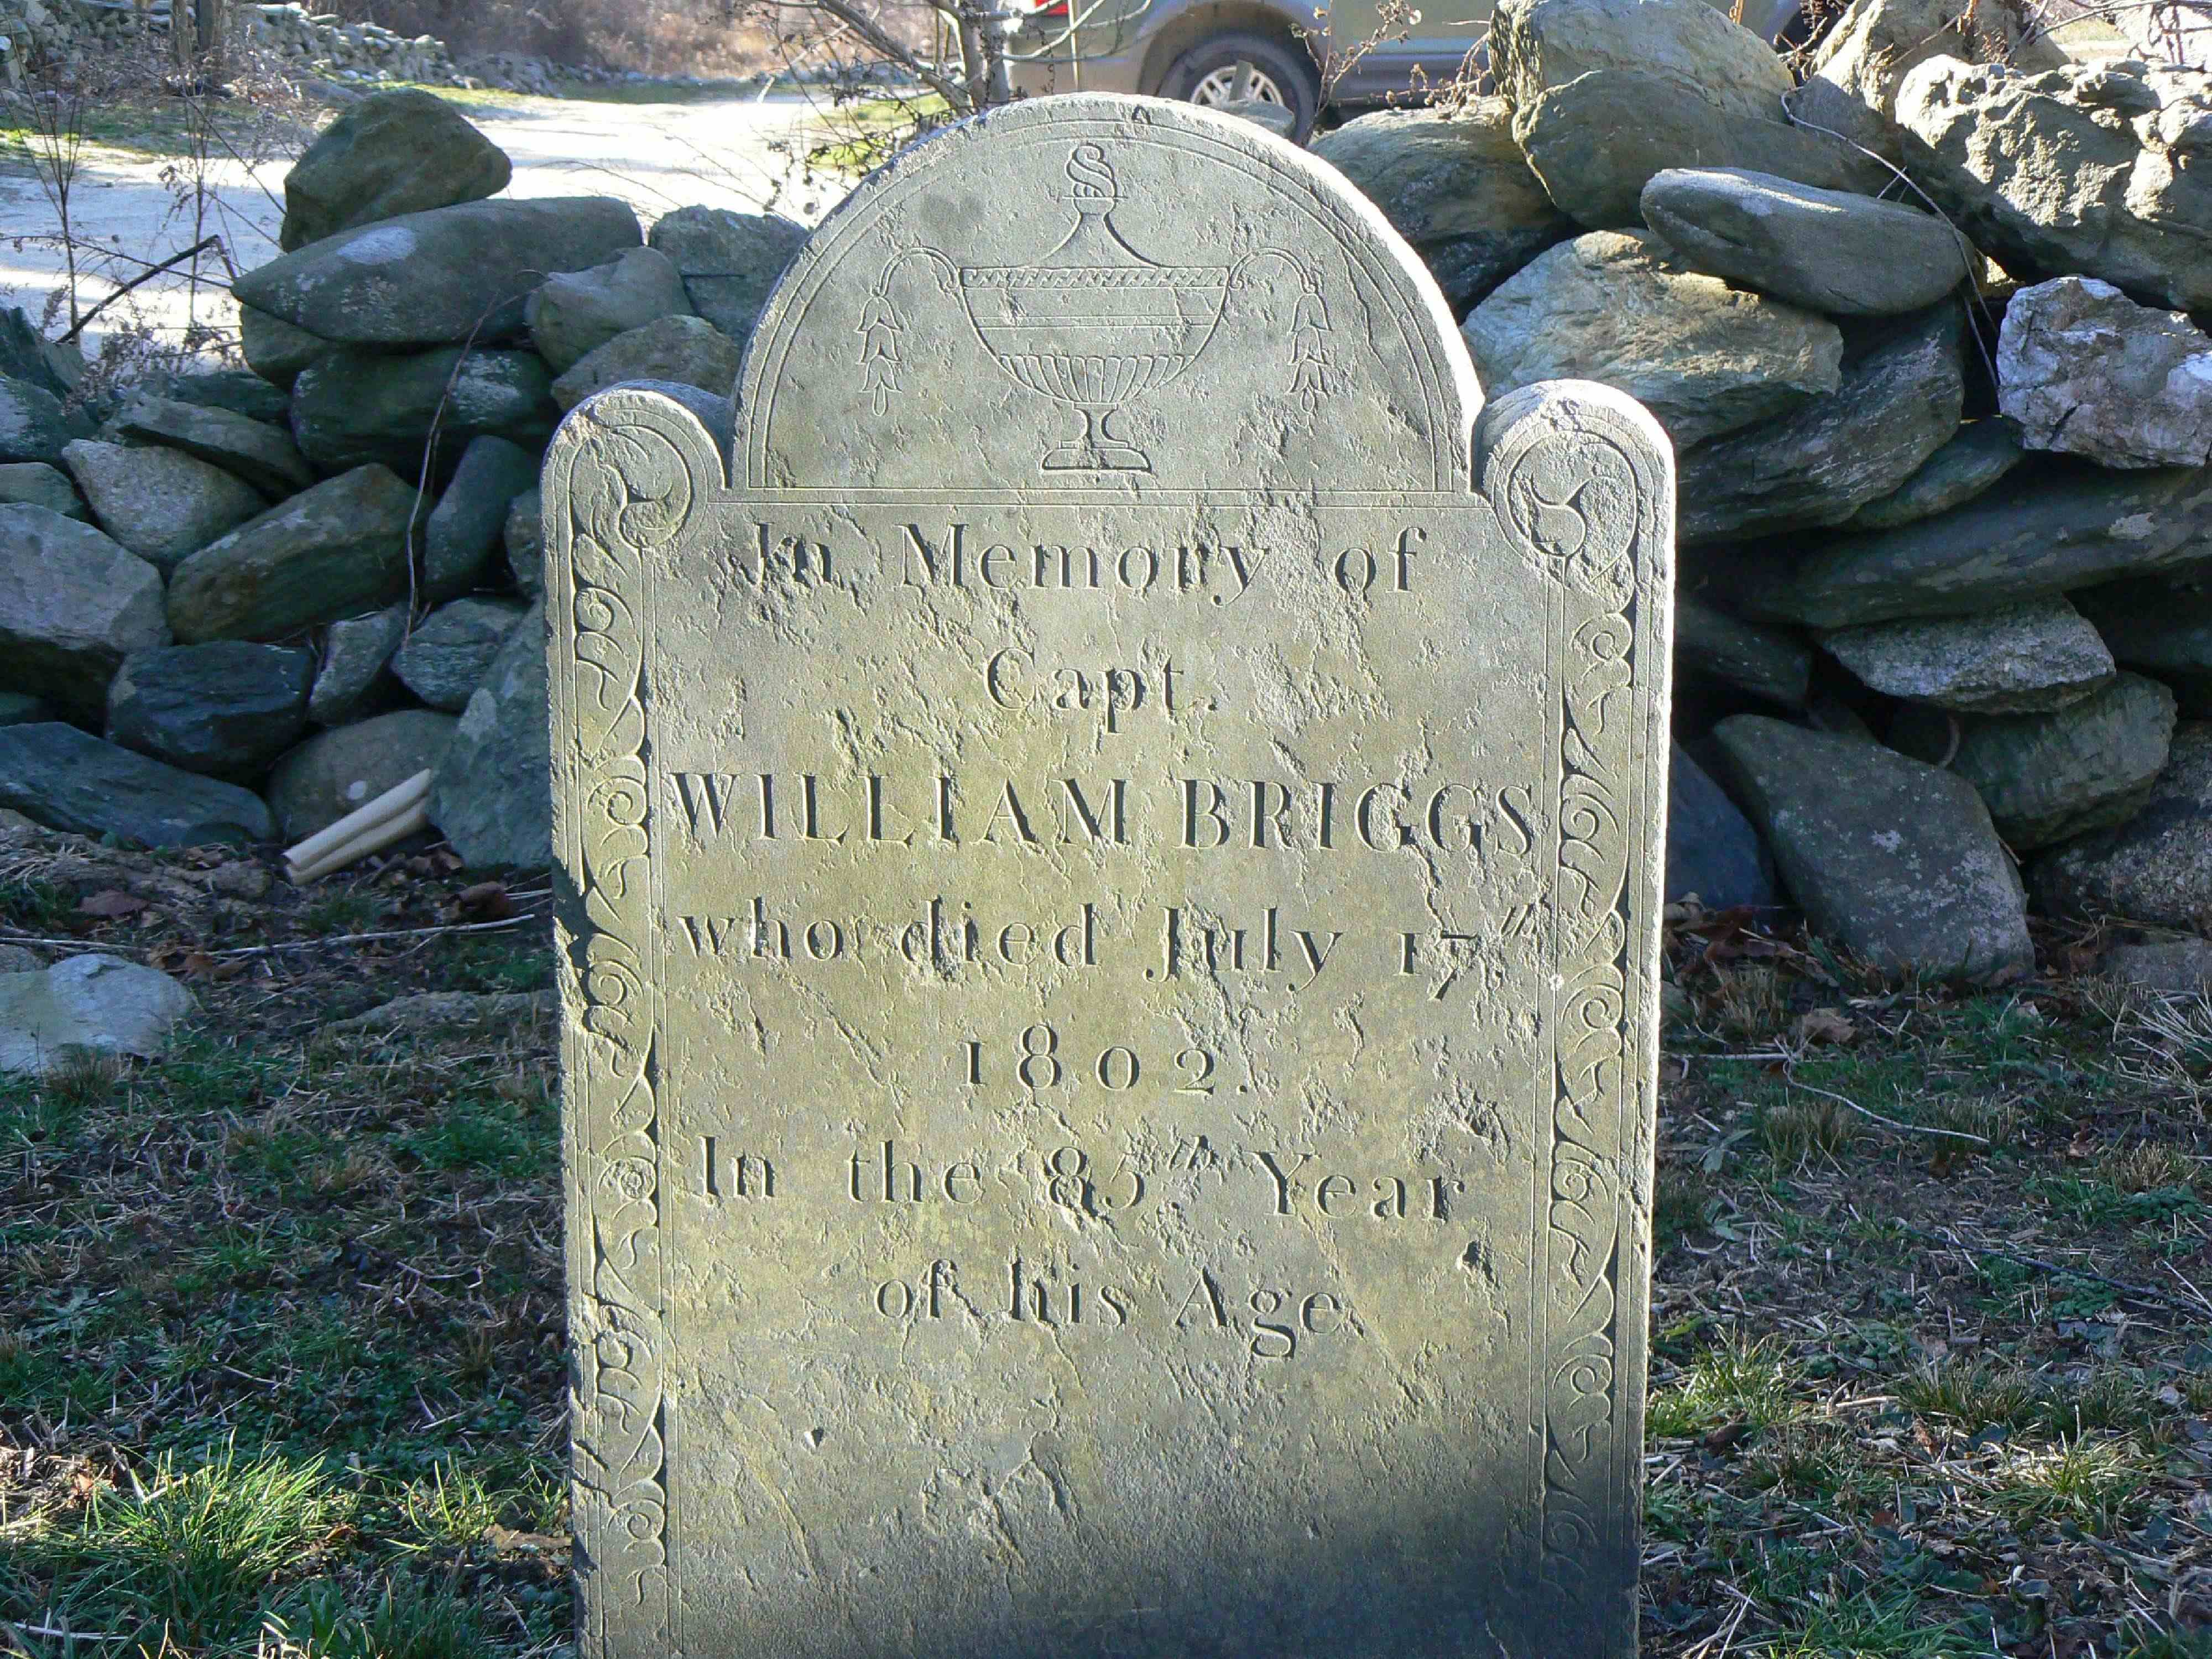 In Memory of
Capt.
WILLIAM BRIGGS
who died July 17th
1802.
In the 85th Year
of his Age.